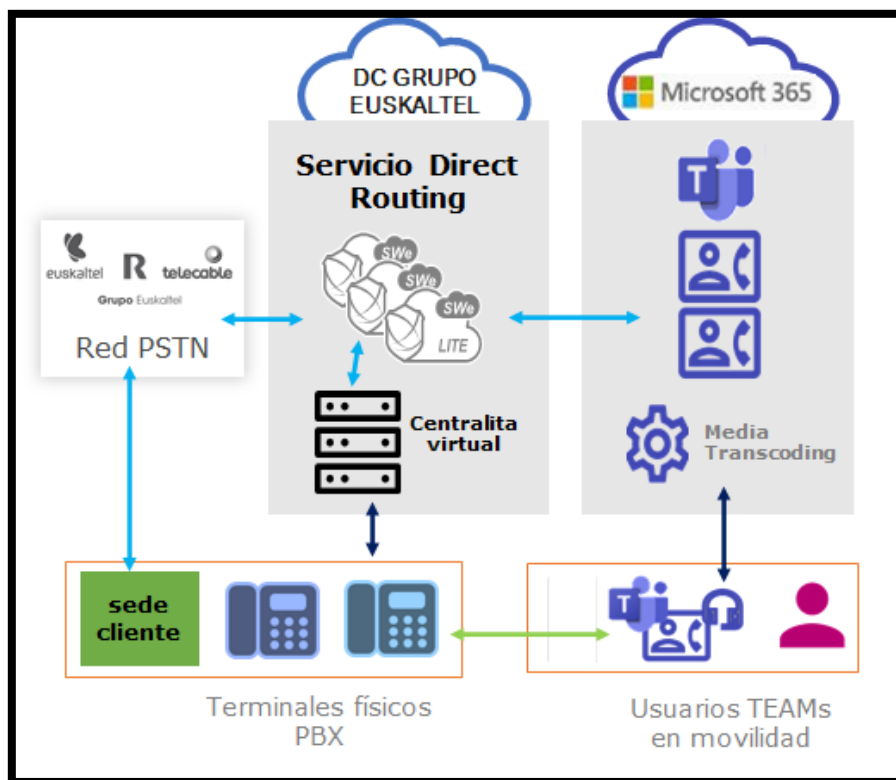 DC GRUPO
EUSKALTEL
Microsoft 365
Servicio Direct
Routing
T
SWe
SWe
SWe
LITE
euskaltel R telecable
Grupo Euskaltel
Red PSTN
Centralita
virtual
Media
Transcoding
sede
cliente
T
Terminales físicos
PBX
Usuarios TEAMs
en movilidad